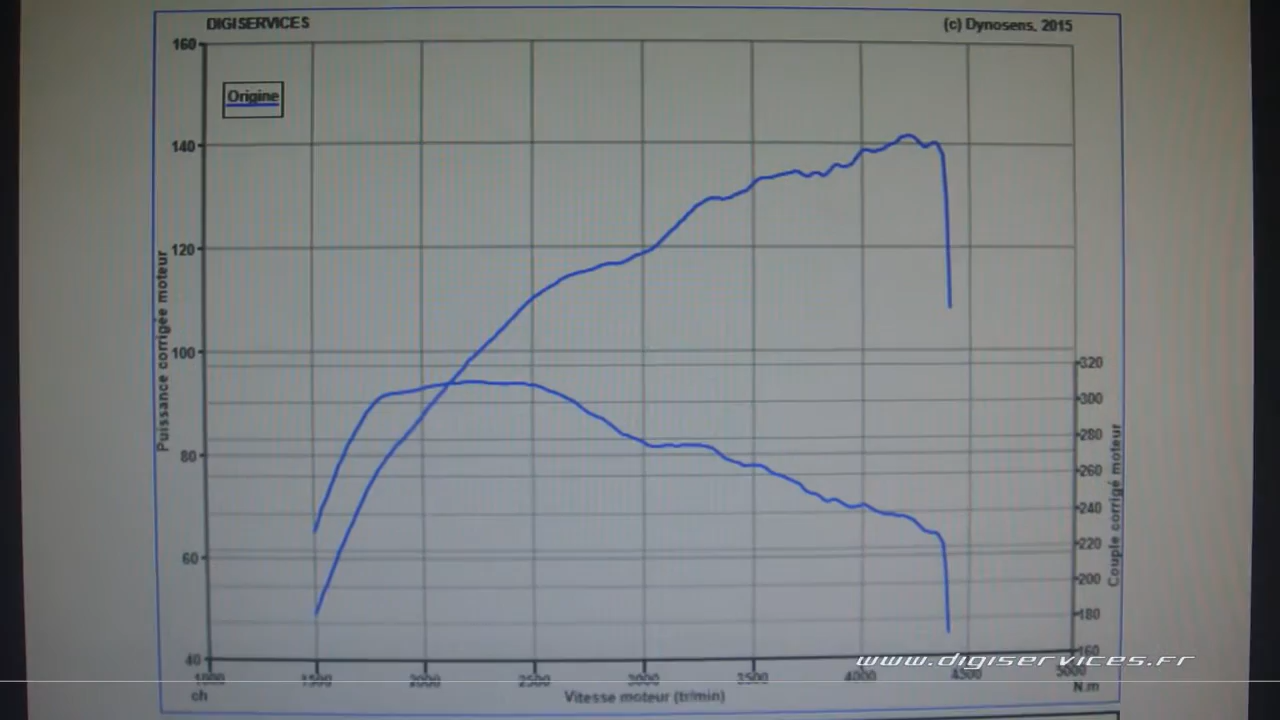 DIGISERVICES
(c) Dynosens, 2015
160
Origine
140
120
100
80
60
40
Puissance corrigée moteur
320
300
280
260
240
220
200
180
160
Couple corrigé moteur
1000 1500 2000 2500 3000 3500 4000 4500 5000
ch
Vitesse moteur (tr/min)
N.m
www.digiservices.fr